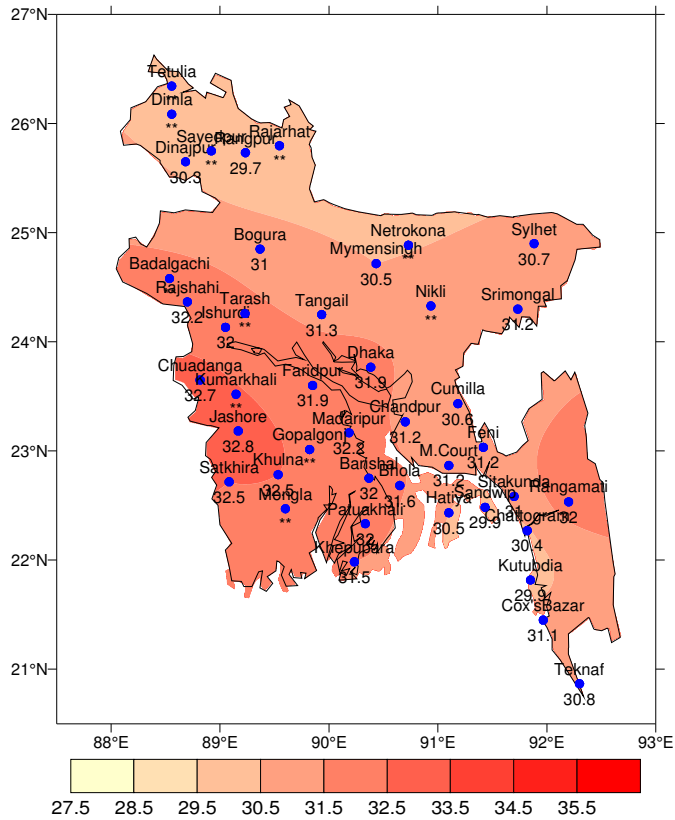 27°N
26°N
25°N
24°N
23°N
22°N
21°N
Tetulia
**
Dimla
**
Sayedpur
**
Rangpur
29.7
Rajarhat
**
Dinajpur
30.3
Bogura
31
Netrokona
**
Mymensingh
30.5
Sylhet
30.7
Badalgachi
**
Rajshahi
32.2
Tarash
**
Ishurdi
32
Tangail
31.3
Nikli
**
Srimongal
31.2
Dhaka
31.9
Chuadanga
32.7
Kumarkhali
**
Faridpur
31.9
Cumilla
30.6
Chandpur
31.2
Jashore
32.8
Madaripur
32.2
Gopalgonj
**
Feni
31.2
M.Court
31.2
Satkhira
32.5
Khulna
32.5
Barishal
32
Bhola
31.6
Sitakunda
31
Rangamati
32
Mongla
**
Patuakhali
32
Hatiya
30.5
Sandwip
29.9
Chattogram
30.4
Khepupara
31.5
Kutubdia
29.9
Cox'sBazar
31.1
Teknaf
30.8
88°E 89°E 90°E 91°E 92°E 93°E
27.5 28.5 29.5 30.5 31.5 32.5 33.5 34.5 35.5